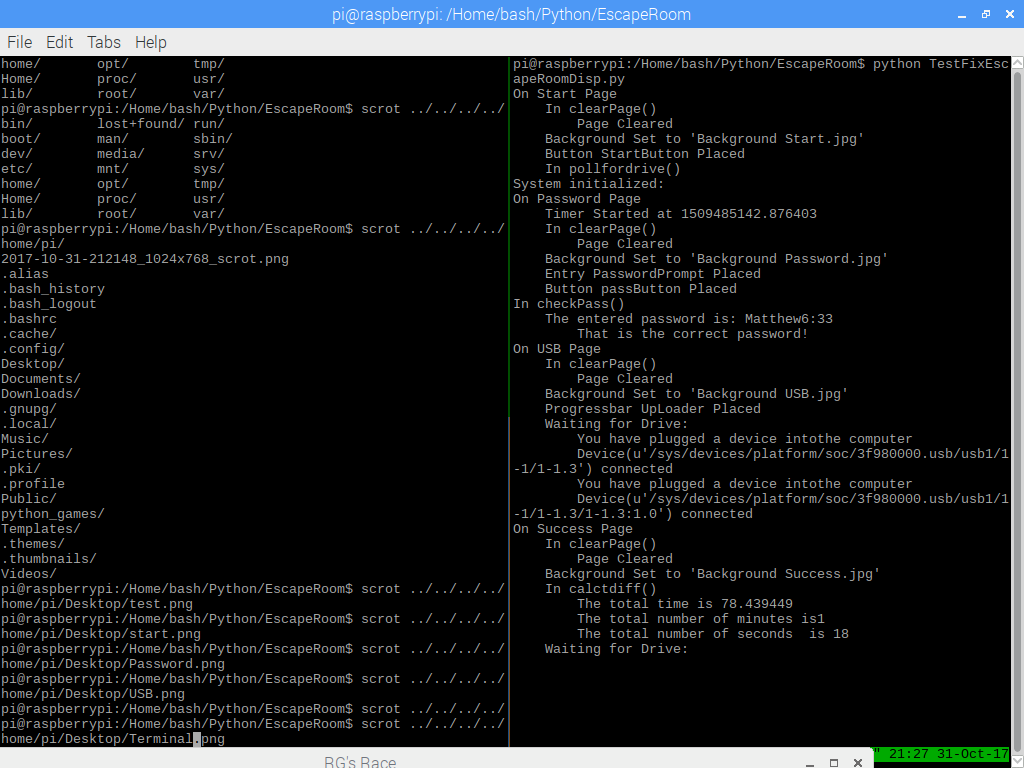 pi@raspberrypi: /Home/bash/Python/EscapeRoom
File Edit Tabs Help
home/ opt/ tmp/
Home/ proc/ usr/
lib/ root/ var/
pi@raspberrypi:/Home/bash/Python/EscapeRoom$ scrot ../../../../
bin/ lost+found/ run/
boot/ man/ sbin/
dev/ media/ srv/
etc/ mnt/ sys/
home/ opt/ tmp/
Home/ proc/ usr/
lib/ root/ var/
pi@raspberrypi:/Home/bash/Python/EscapeRoom$ scrot ../../../../
home/pi/
2017-10-31-212148_1024x768_scrot.png
.alias
.bash_history
.bash_logout
.bashrc
.cache/
.config/
Desktop/
Documents/
Downloads/
.gnupg/
.local/
Music/
Pictures/
.pki/
.profile
Public/
python_games/
Templates/
.themes/
.thumbnails/
Videos/
pi@raspberrypi:/Home/bash/Python/EscapeRoom$ scrot ../../../../
home/pi/Desktop/test.png
pi@raspberrypi:/Home/bash/Python/EscapeRoom$ scrot ../../../../
home/pi/Desktop/start.png
pi@raspberrypi:/Home/bash/Python/EscapeRoom$ scrot ../../../../
home/pi/Desktop/Password.png
pi@raspberrypi:/Home/bash/Python/EscapeRoom$ scrot ../../../../
home/pi/Desktop/USB.png
pi@raspberrypi:/Home/bash/Python/EscapeRoom$ scrot ../../../../
pi@raspberrypi:/Home/bash/Python/EscapeRoom$ scrot ../../../../
home/pi/Desktop/Terminal.png
pi@raspberrypi:/Home/bash/Python/EscapeRoom$ python TestFixEsc
apeRoomDisp.py
On Start Page
In clearPage()
Page Cleared
Background Set to 'Background Start.jpg'
Button StartButton Placed
In pollfordrive()
System initialized:
On Password Page
Timer Started at 1509485142.876403
In clearPage()
Page Cleared
Background Set to 'Background Password.jpg'
Entry PasswordPrompt Placed
Button passButton Placed
In checkPass()
The entered password is: Matthew6:33
That is the correct password!
On USB Page
In clearPage()
Page Cleared
Background Set to 'Background USB.jpg'
Progressbar UpLoader Placed
Waiting for Drive:
You have plugged a device intothe computer
Device(u'/sys/devices/platform/soc/3f980000.usb/usb1/1
-1/1-1.3') connected
You have plugged a device intothe computer
Device(u'/sys/devices/platform/soc/3f980000.usb/usb1/1
-1/1-1.3/1-1.3:1.0') connected
On Success Page
In clearPage()
Page Cleared
Background Set to 'Background Success.jpg'
In calctdiff()
The total time is 78.439449
The total number of minutes is1
The total number of seconds  is 18
Waiting for Drive:
" 21:27 31-Oct-17
RG's Race